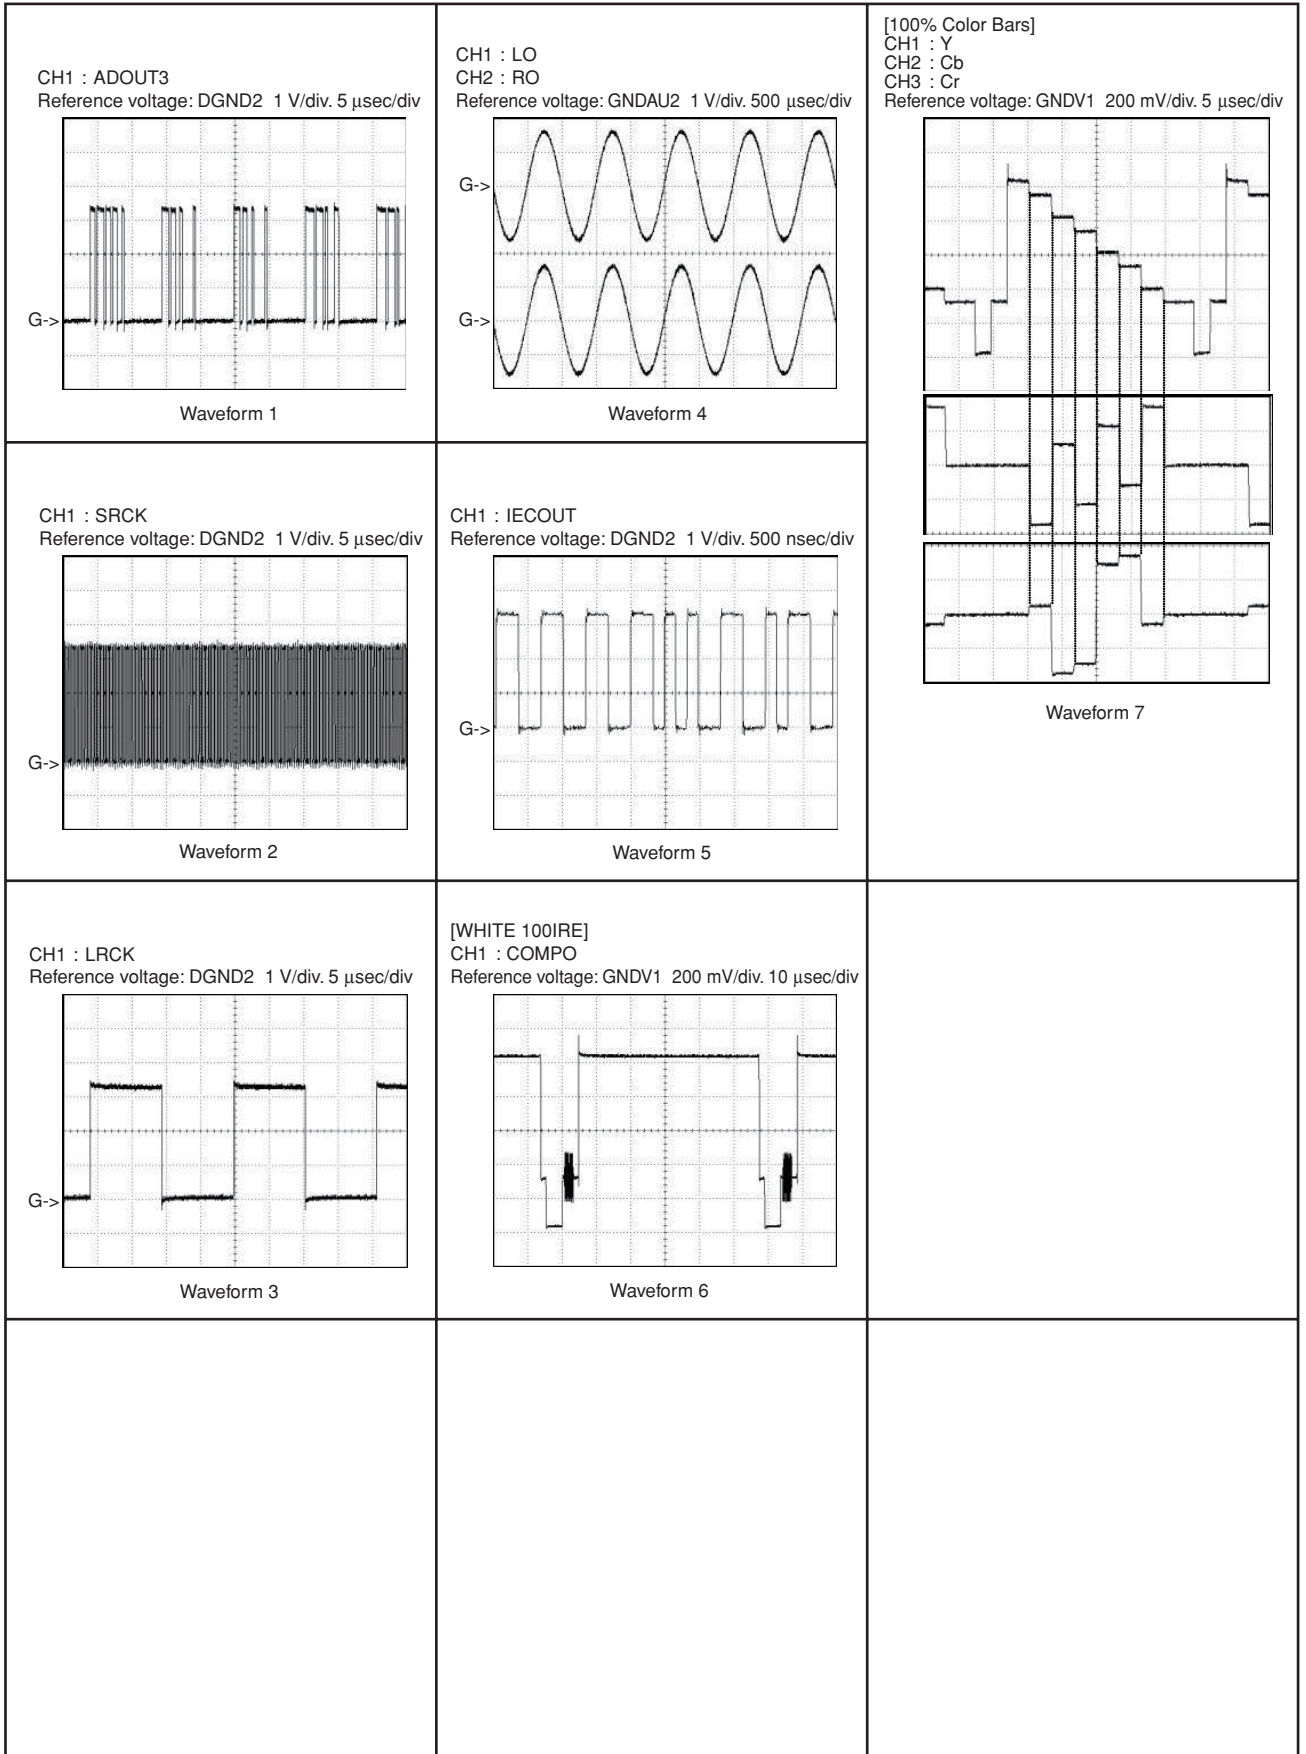 CH1 : ADOUT3
Reference voltage: DGND2 1 V/div. 5 μsec/div
G->
Waveform 1
CH1 : LO
CH2 : RO
Reference voltage: GNDAU2 1 V/div. 500 μsec/div
G->
G->
Waveform 4
[100% Color Bars]
CH1 : Y
CH2 : Cb
CH3 : Cr
Reference voltage: GNDV1 200 mV/div. 5 μsec/div
Waveform 7
CH1 : SRCK
Reference voltage: DGND2 1 V/div. 5 μsec/div
G->
Waveform 2
CH1 : IECOUT
Reference voltage: DGND2 1 V/div. 500 nsec/div
G->
Waveform 5
CH1 : LRCK
Reference voltage: DGND2 1 V/div. 5 μsec/div
G->
Waveform 3
[WHITE 100IRE]
CH1 : COMPO
Reference voltage: GNDV1 200 mV/div. 10 μsec/div
Waveform 6